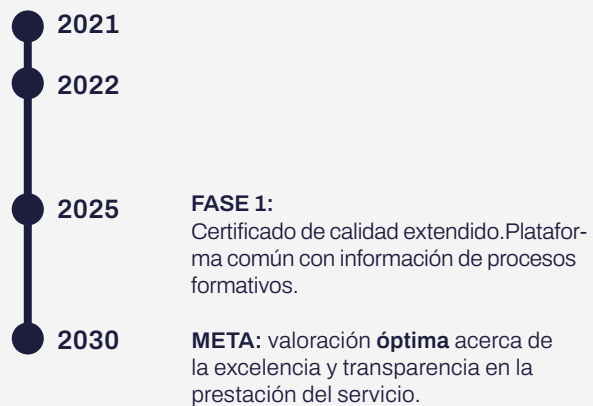 2021
2022
2025
FASE 1:
Certificado de calidad extendido.Platafor-
ma común con información de procesos
formativos.
2030
META: valoración óptima acerca de
la excelencia y transparencia en la
prestación del servicio.